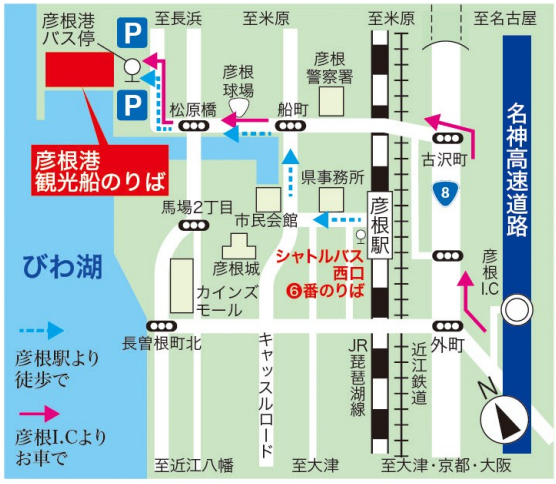 彦根港
バス停
P
至長浜
至米原
至米原
至名古屋
彦根
球場
彦根
警察署
松原橋
船町
P
古沢町
名神高速道路
彦根港
観光船のりば
県事務所
8
馬場2丁目
市民会館
彦根駅
びわ湖
彦根城
シャトルバス
西口
❻番のりば
彦根I.C
カインズ
モール
長曽根町北
外町
キャッスルロード
JR琵琶湖線
近江鉄道
N
彦根駅より
徒歩で
彦根I.Cより
お車で
至近江八幡
至大津
至大津・京都・大阪